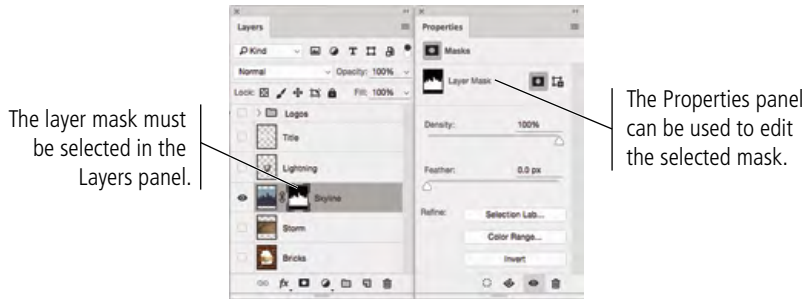 The layer mask must
be selected in the
Layers panel.
Layers
Kind
Normal
Opacity: 100%
Lock:
Fill: 100%
Logos
Title
Lightning
Skyline
Storm
Bricks
fx
Properties
Masks
Layer Mask
Density: 100%
Feather: 0.0 px
Refine: Selection Lab...
Color Range...
Invert
The Properties panel
can be used to edit
the selected mask.